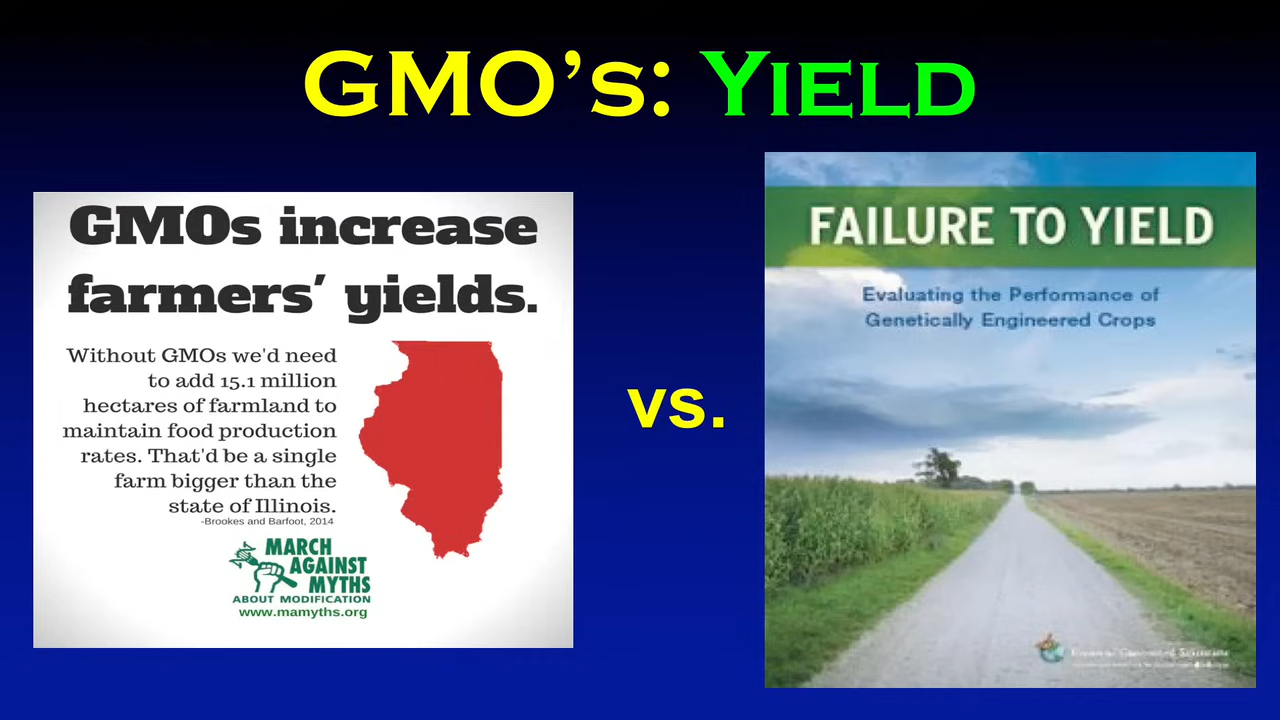 GMO's: YIELD
GMOs increase
farmers' yields.
Without GMOs we'd need
to add 15.1 million
hectares of farmland to
maintain food production
rates. That'd be a single
farm bigger than the
state of Illinois.
-Brookes and Barfoot, 2014
MARCH
AGAINST
MYTHS
ABOUT MODIFICATION
www.mamyths.org
vs.
FAILURE TO YIELD
Evaluating the Performance of
Genetically Engineered Crops